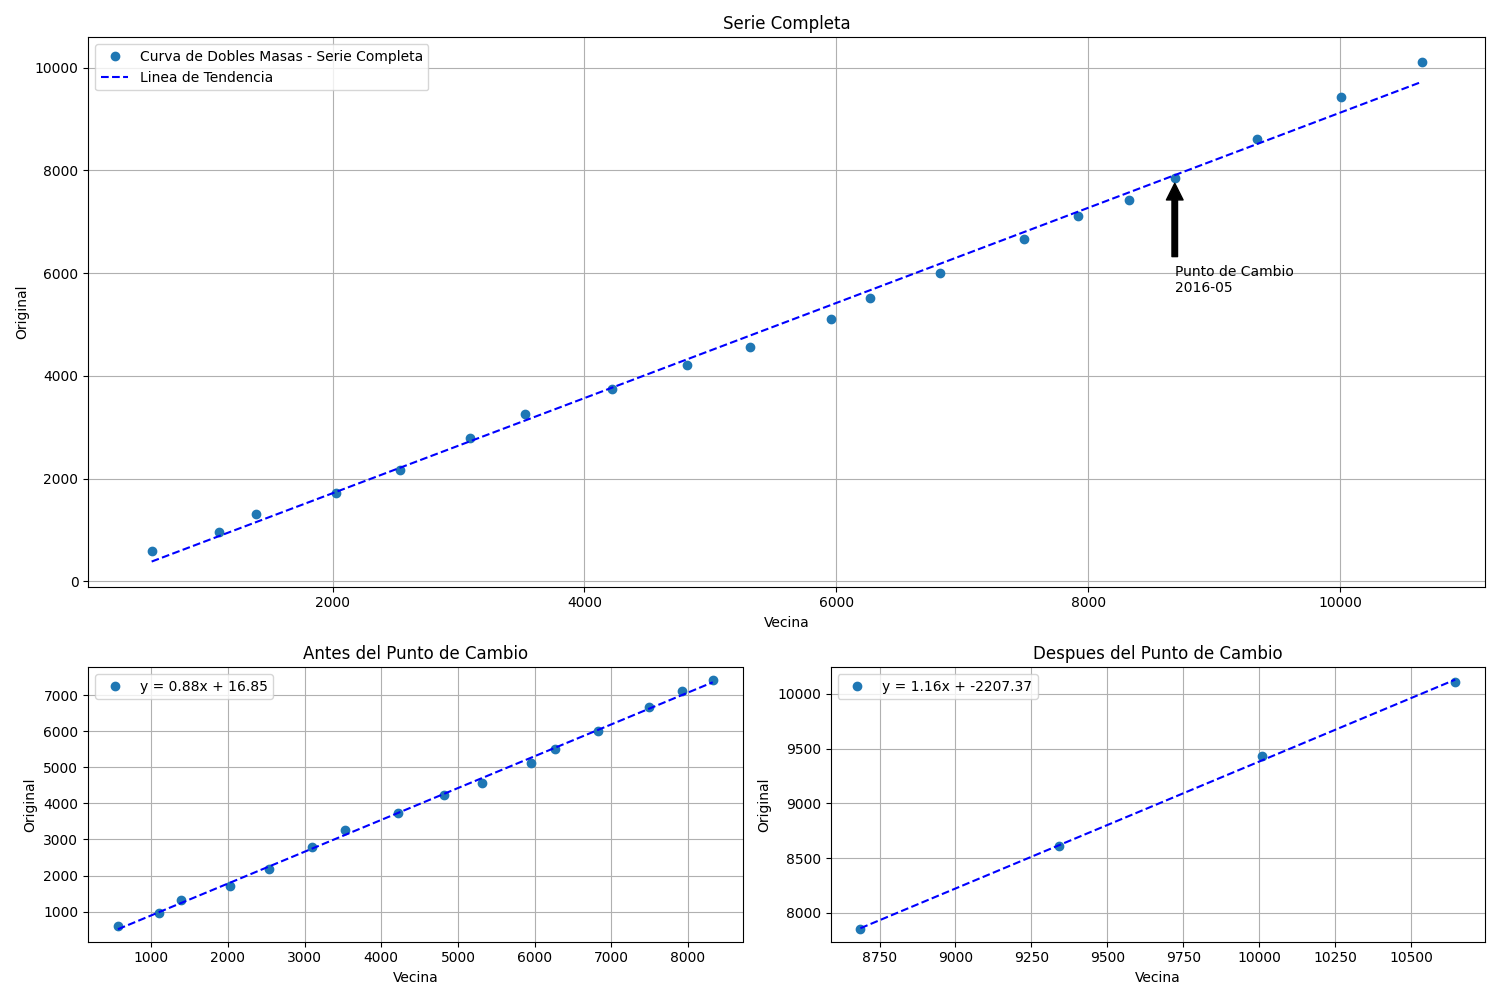 Serie Completa
Curva de Dobles Masas - Serie Completa
Linea de Tendencia
10000
8000
6000
4000
2000
0
Original
Punto de Cambio
2016-05
2000
4000
6000
8000
10000
Vecina
Antes del Punto de Cambio
y = 0.88x + 16.85
7000
6000
5000
4000
3000
2000
1000
Original
1000
2000
3000
4000
5000
6000
7000
8000
Vecina
Despues del Punto de Cambio
y = 1.16x + -2207.37
10000
9500
9000
8500
8000
Original
8750
9000
9250
9500
9750
10000
10250
10500
Vecina